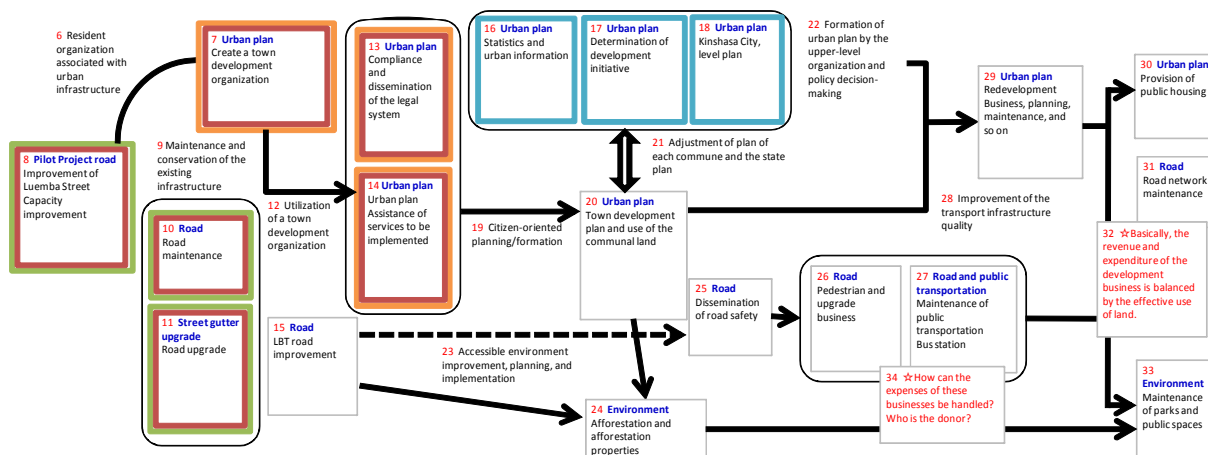 6 Resident
organization
associated with
urban
infrastructure
7 Urban plan
Create a town
development
organization
8 Pilot Project road
Improvement of
Luemba Street
Capacity
improvement
9 Maintenance and
conservation of the
existing
infrastructure
10 Road
Road
maintenance
11 Street gutter
upgrade
Road upgrade
12 Utilization of
a town
development
organization
13 Urban plan
Compliance and
dissemination
of the legal
system
14 Urban plan
Urban plan
Assistance of
services to be
implemented
15 Road
LBT road
improvement
16 Urban plan
Statistics and
urban information
17 Urban plan
Determination of
development
initiative
18 Urban plan
Kinshasa City,
level plan
19 Citizen-oriented
planning/formation
20 Urban plan
Town development
plan and use of the
communal land
21 Adjustment of plan of
each commune and the state
plan
22 Formation of
urban plan by the
upper-level
organization and
policy decision-
making
23 Accessible environment
improvement, planning, and
implementation
24 Environment
Afforestation and
afforestation
properties
25 Road
Dissemination
of road safety
26 Road
Pedestrian and
upgrade
business
27 Road and public
transportation
Maintenance of
public
transportation
Bus station
28 Improvement of the
transport infrastructure
quality
29 Urban plan
Redevelopment
Business, planning,
maintenance, and
so on
30 Urban plan
Provision of
public housing
31 Road
Road network
maintenance
32 ☆Basically, the
revenue and
expenditure of the
development
business is balanced
by the effective use
of land.
33
Environment
Maintenance
of parks and
public spaces
34 ☆How can the
expenses of these
businesses be handled?
Who is the donor?